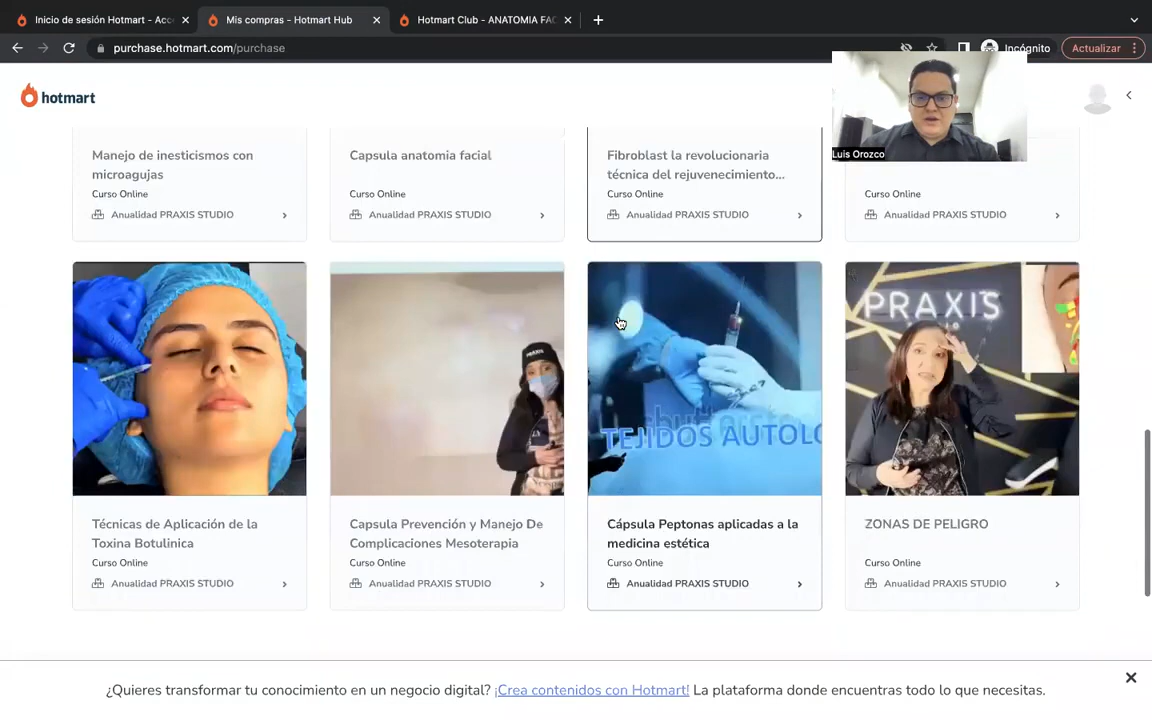 Inicio de sesión Hotmart - Acc
Mis compras - Hotmart Hub
Hotmart Club - ANATOMIA FAC
purchase.hotmart.com/purchase
Incógnito
Actualizar
hotmart
Luis Orozco
Manejo de inesticismos con
microagujas
Curso Online
Anualidad PRAXIS STUDIO
Capsula anatomia facial
Curso Online
Anualidad PRAXIS STUDIO
Fibroblast la revolucionaria
técnica del rejuvenecimiento...
Curso Online
Anualidad PRAXIS STUDIO
Curso Online
Anualidad PRAXIS STUDIO
PRAXIS
TEJIDOS AUTOLO
PRAXIS
Técnicas de Aplicación de la
Toxina Botulinica
Curso Online
Anualidad PRAXIS STUDIO
Capsula Prevención y Manejo De
Complicaciones Mesoterapia
Curso Online
Anualidad PRAXIS STUDIO
Cápsula Peptonas aplicadas a la
medicina estética
Curso Online
Anualidad PRAXIS STUDIO
ZONAS DE PELIGRO
Curso Online
Anualidad PRAXIS STUDIO
¿Quieres transformar tu conocimiento en un negocio digital? ¡Crea contenidos con Hotmart! La plataforma donde encuentras todo lo que necesitas.